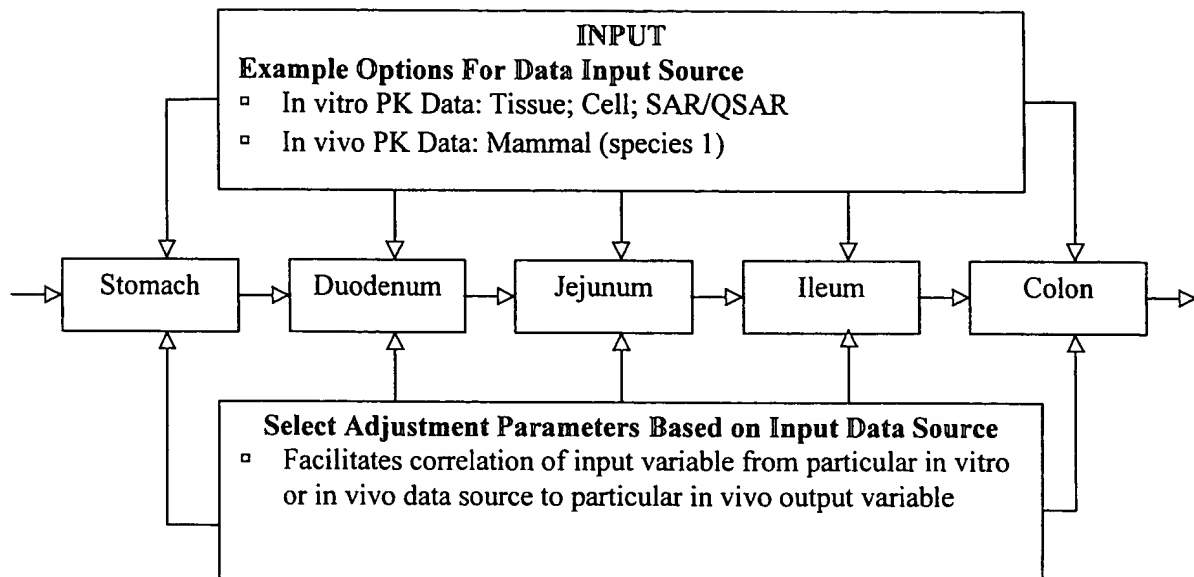 INPUT
Example Options For Data Input Source
▫ In vitro PK Data: Tissue; Cell; SAR/QSAR
▫ In vivo PK Data: Mammal (species 1)
Stomach
Duodenum
Jejunum
Ileum
Colon
Select Adjustment Parameters Based on Input Data Source
▫ Facilitates correlation of input variable from particular in vitro
or in vivo data source to particular in vivo output variable